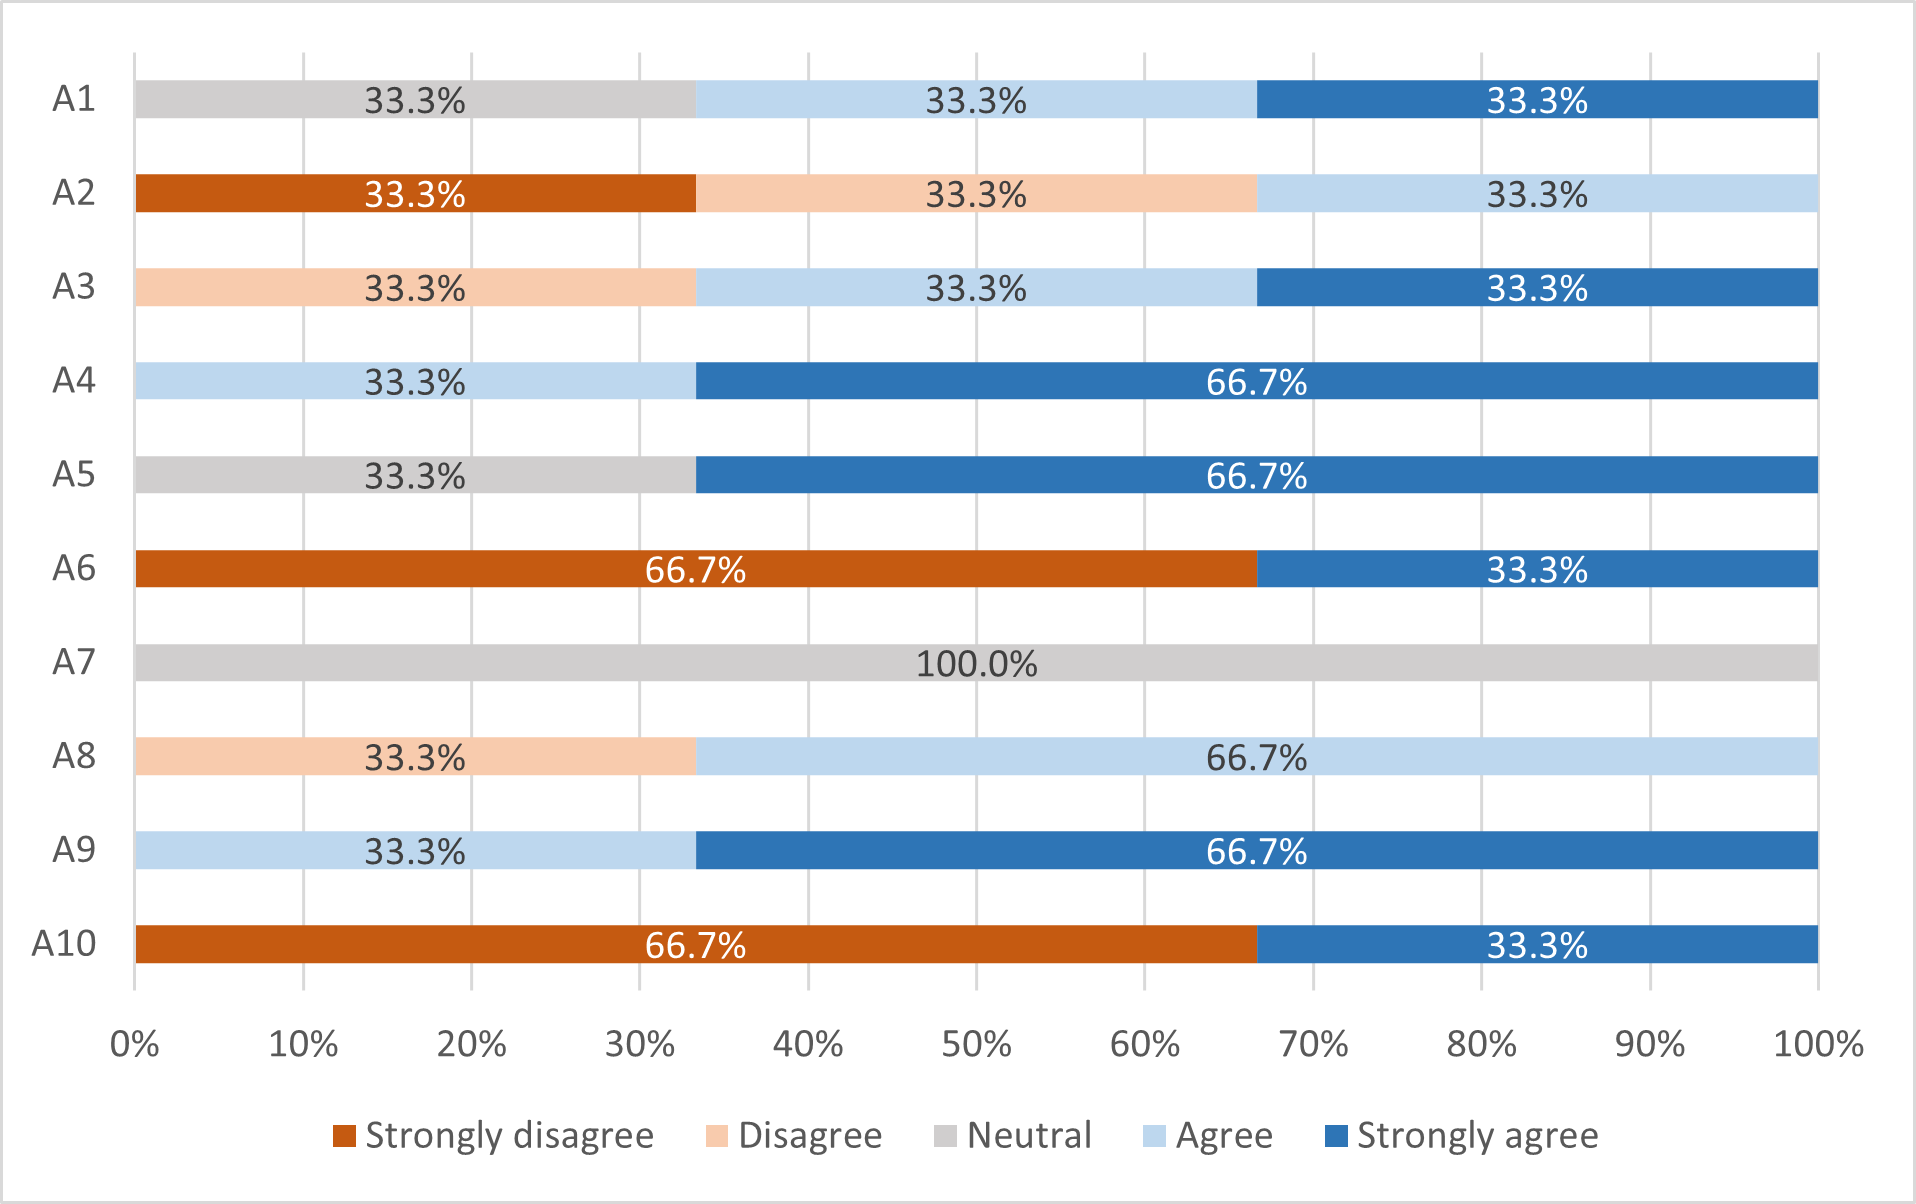 A1 33.3% 33.3% 33.3%
A2 33.3% 33.3% 33.3%
A3 33.3% 33.3% 33.3%
A4 33.3% 66.7%
A5 33.3% 66.7%
A6 66.7% 33.3%
A7 100.0%
A8 33.3% 66.7%
A9 33.3% 66.7%
A10 66.7% 33.3%
0% 10% 20% 30% 40% 50% 60% 70% 80% 90% 100%
Strongly disagree Disagree Neutral Agree Strongly agree